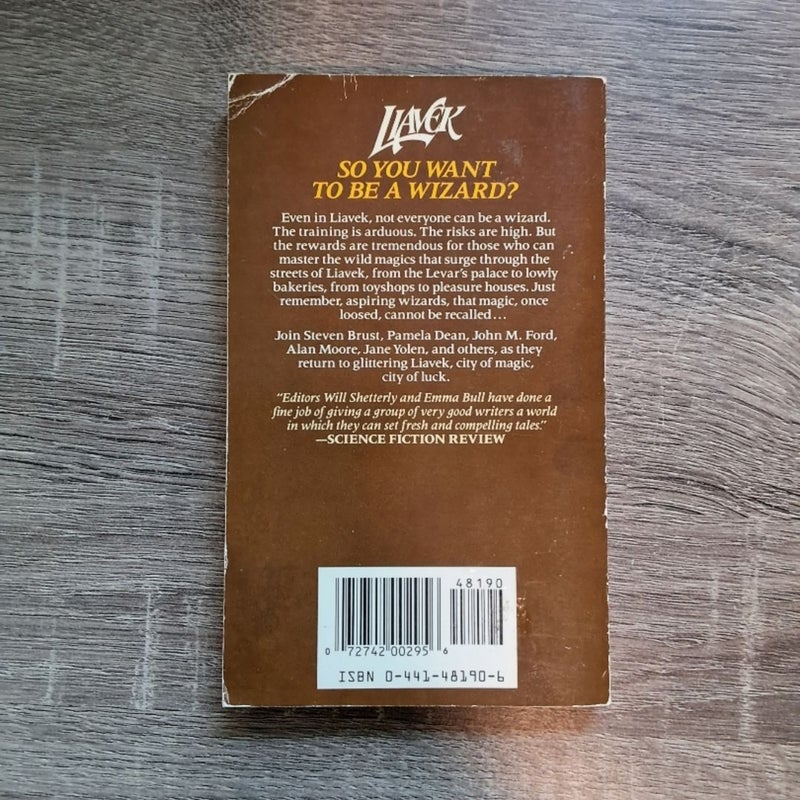 LIAVEK
SO YOU WANT
TO BE A WIZARD?
Even in Liavek, not everyone can be a wizard.
The training is arduous. The risks are high. But
the rewards are tremendous for those who can
master the wild magics that surge through the
streets of Liavek, from the Levar's palace to lowly
bakeries, from toyshops to pleasure houses. Just
remember, aspiring wizards, that magic, once
loosed, cannot be recalled...
Join Steven Brust, Pamela Dean, John M. Ford,
Alan Moore, Jane Yolen, and others, as they
return to glittering Liavek, city of magic,
city of luck.
"Editors Will Shetterly and Emma Bull have done a
fine job of giving a group of very good writers a world
in which they can set fresh and compelling tales."
—SCIENCE FICTION REVIEW
48190
0 72742 00295 6
ISBN 0-441-48190-6